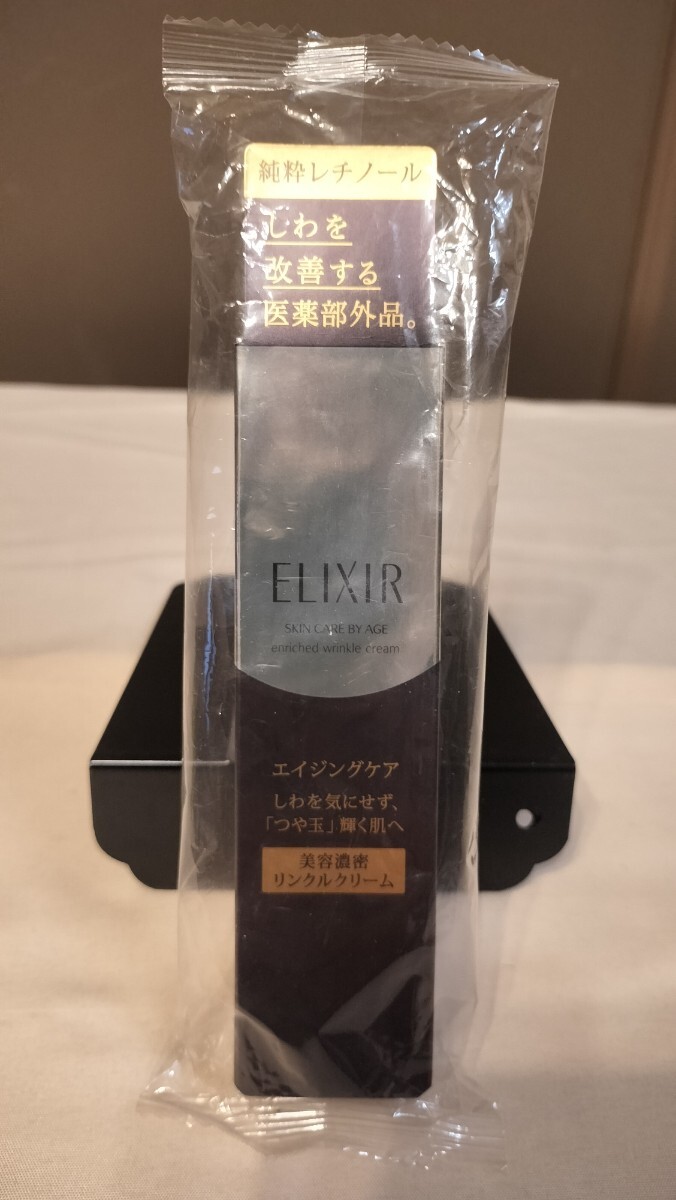 純粋レチノール
しわを
改善する
医薬部外品。
ELIXIR
SKIN CARE BY AGE
enriched wrinkle cream
エイジングケア
しわを気にせず、
「つや玉」輝く肌へ
美容濃密
リンクルクリーム